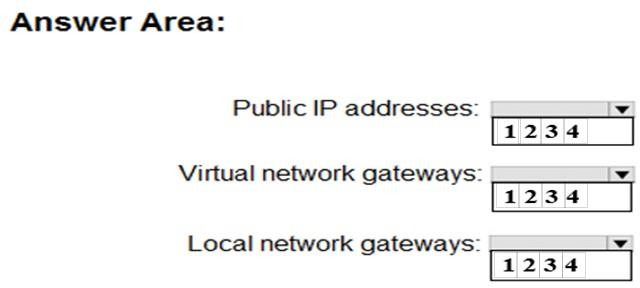 Answer Area:
Public IP addresses:
1 2 3 4
Virtual network gateways:
1 2 3 4
Local network gateways:
1 2 3 4